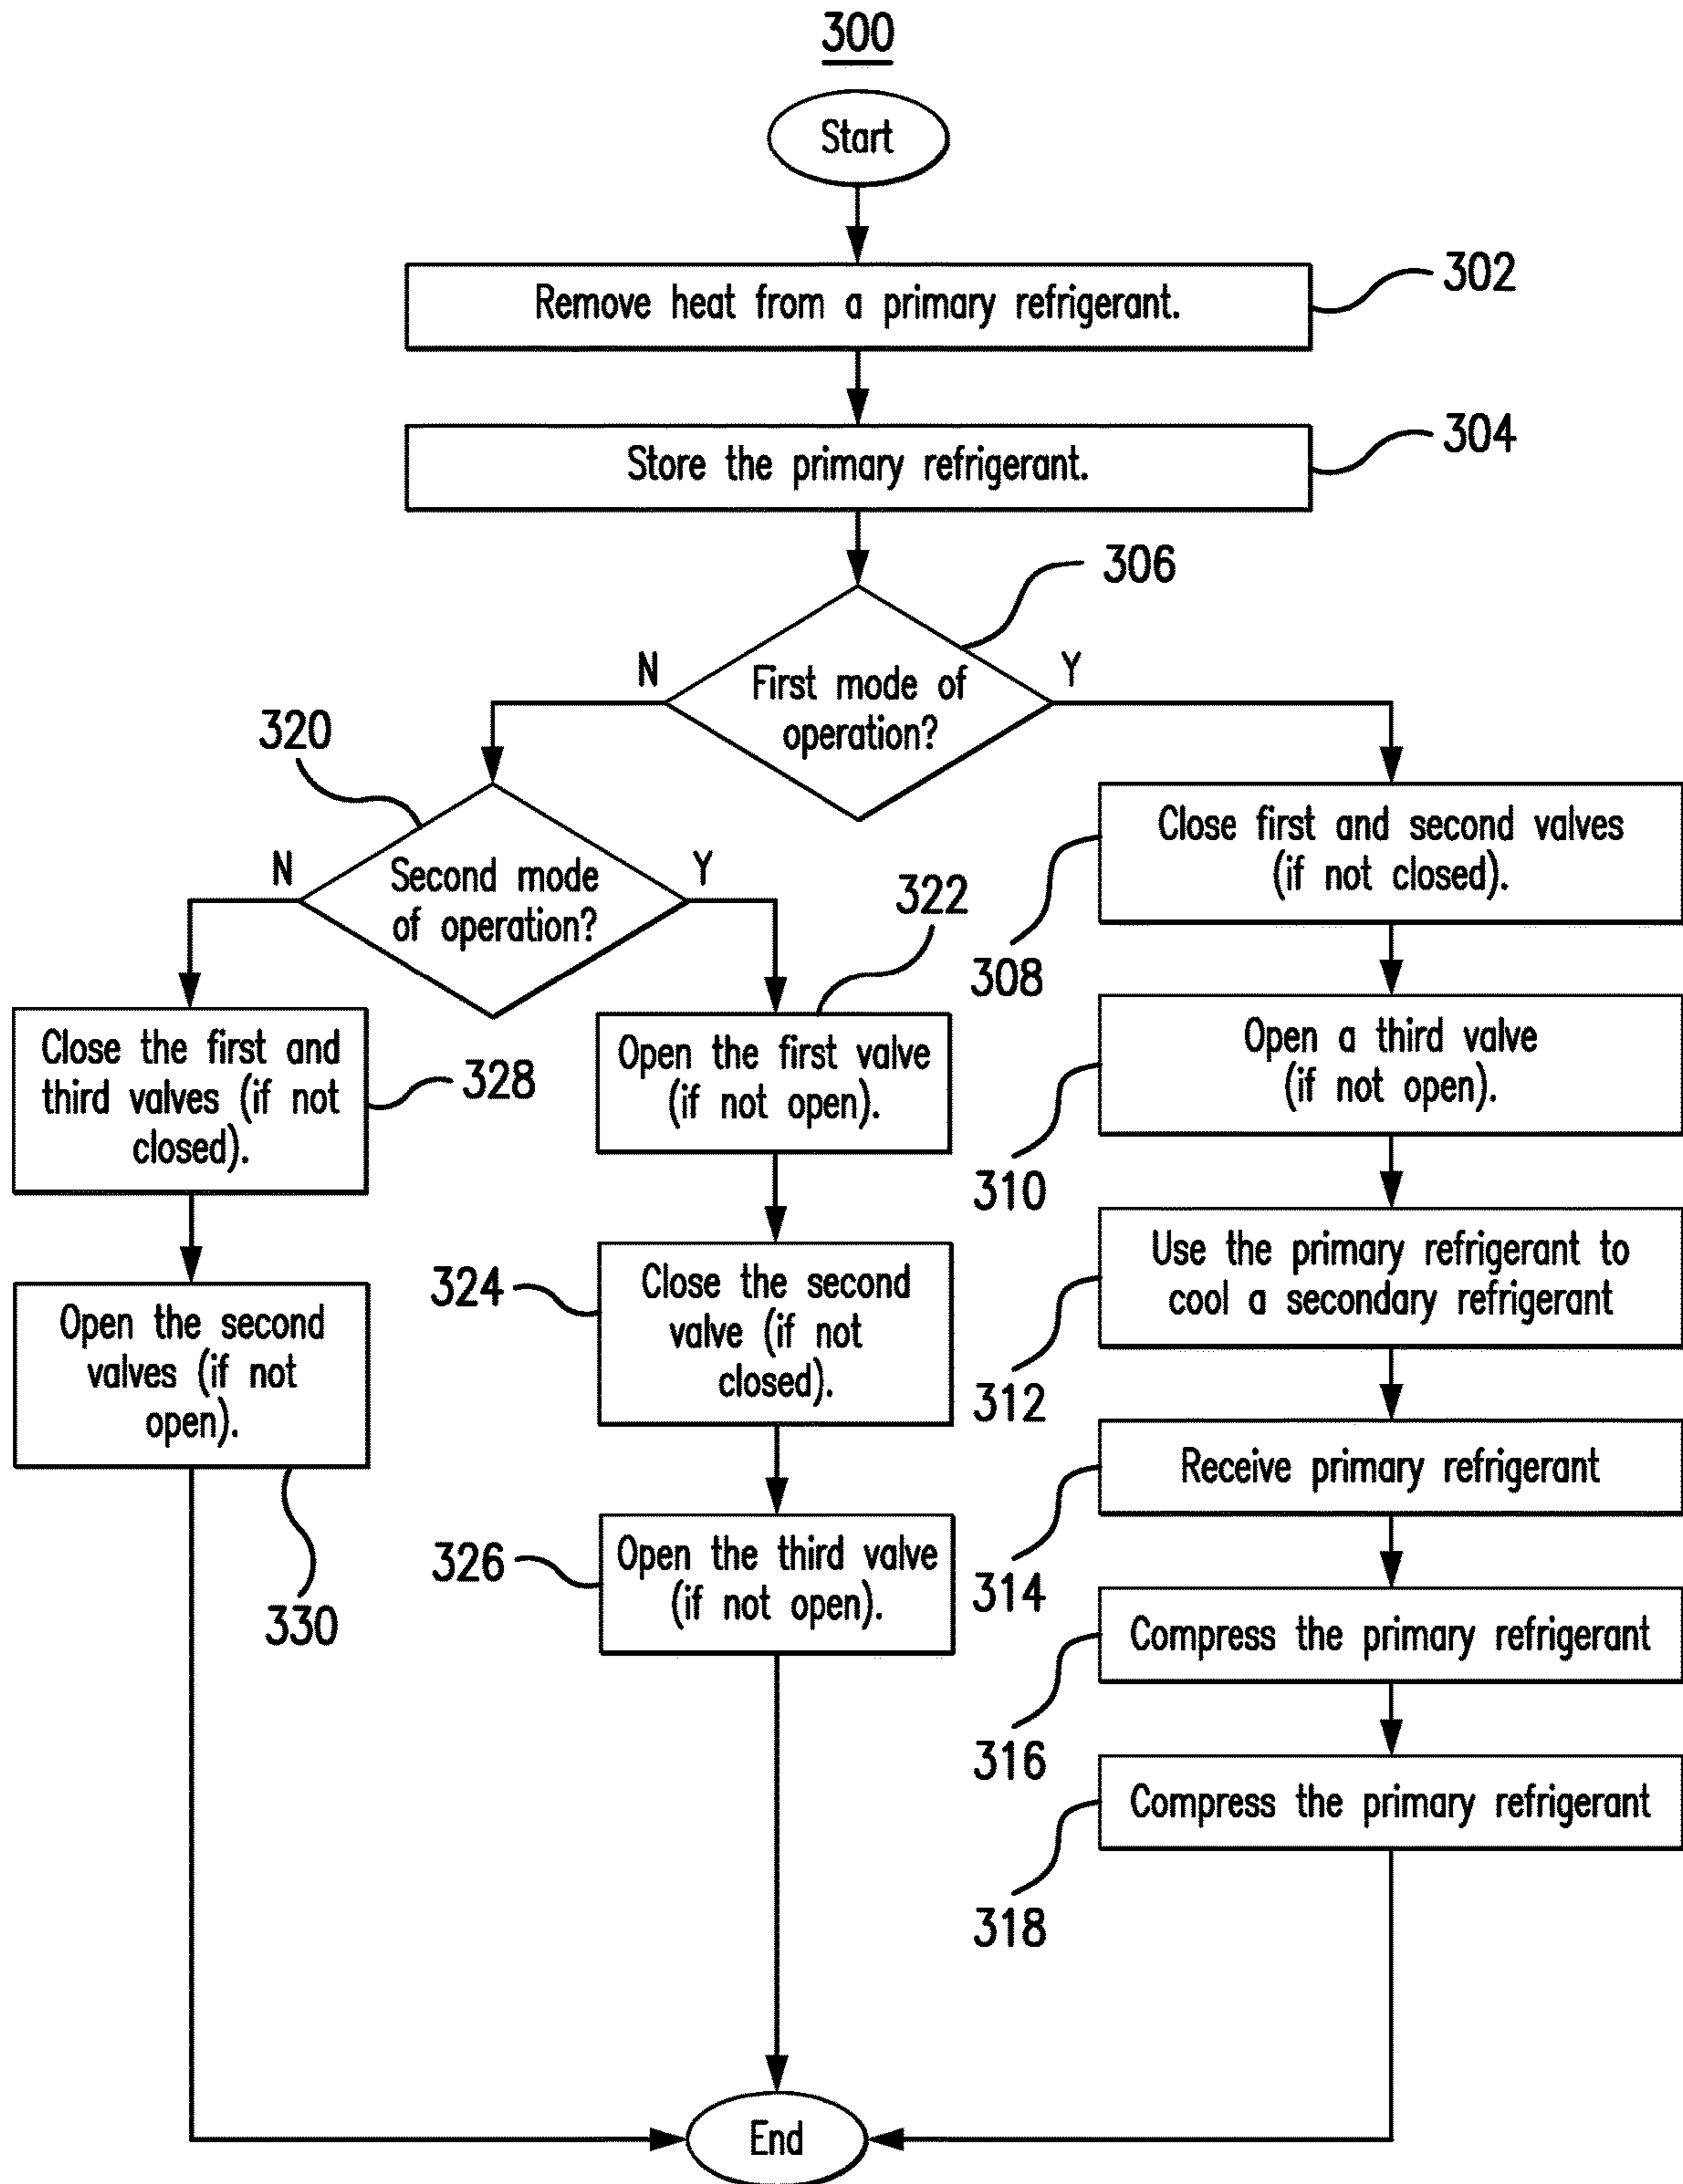 300
Start
Remove heat from a primary refrigerant.
302
Store the primary refrigerant.
304
306
First mode of
operation?
N
Y
320
Second mode
of operation?
N
Y
322
Close first and second valves
(if not closed).
308
Open a third valve
(if not open).
310
Use the primary refrigerant to
cool a secondary refrigerant
312
Receive primary refrigerant
314
Compress the primary refrigerant
316
Compress the primary refrigerant
318
Open the first valve
(if not open).
324
Close the second
valve (if not
closed).
326
Open the third valve
(if not open).
Close the first and
third valves (if not
closed).
328
Open the second
valves (if not
open).
330
End